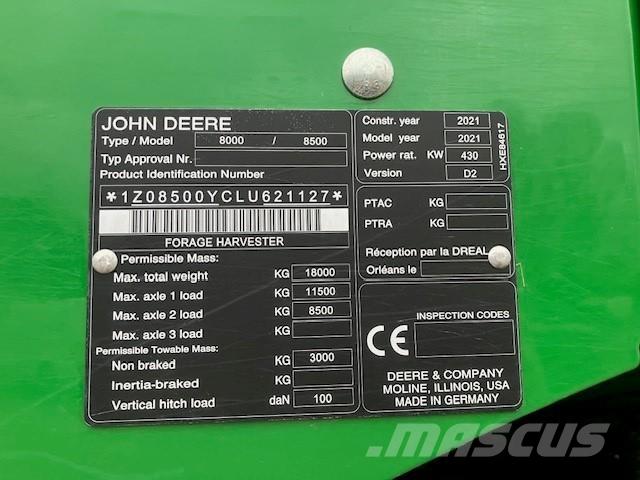 JOHN DEERE
Type / Model 8000 / 8500
Typ Approval Nr.
Product Identification Number
*1Z08500YCLU621127*
FORAGE HARVESTER
Permissible Mass:
Max. total weight KG 18000
Max. axle 1 load KG 11500
Max. axle 2 load KG 8500
Max. axle 3 load KG
Permissible Towable Mass:
Non braked KG 3000
Inertia-braked KG
Vertical hitch load daN 100
Constr. year 2021
Model year 2021
Power rat. KW 430
Version D2
HXE84617
PTAC KG
PTRA KG
Réception par la DREAL
Orléans le
CE
INSPECTION CODES
DEERE & COMPANY
MOLINE, ILLINOIS, USA
MADE IN GERMANY
MASCUS